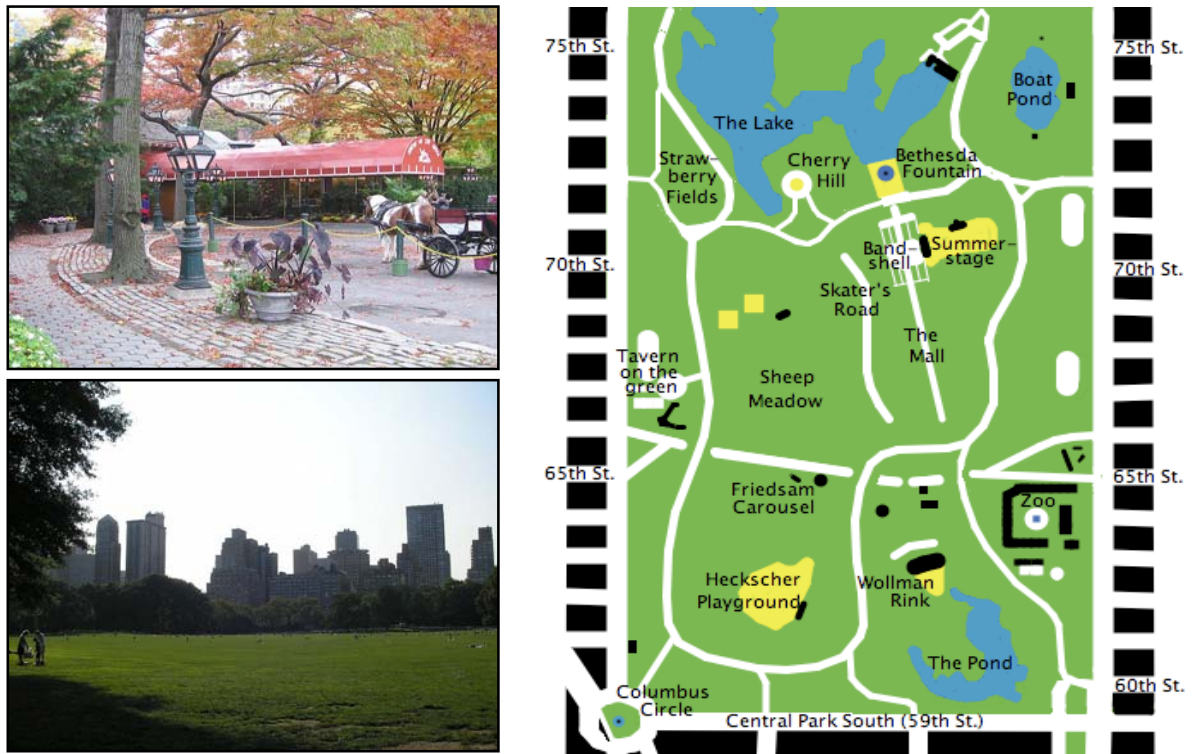 75th St.
75th St.
Boat
Pond
The Lake
Straw-
berry
Fields
Cherry
Hill
Bethesda
Fountain
Band-
shell
Summer-
stage
70th St.
70th St.
Skater's
Road
The
Mall
Tavern
on the
green
Sheep
Meadow
65th St.
65th St.
Friedsam
Carousel
Zoo
Heckscher
Playground
Wollman
Rink
The Pond
60th St.
Columbus
Circle
Central Park South (59th St.)